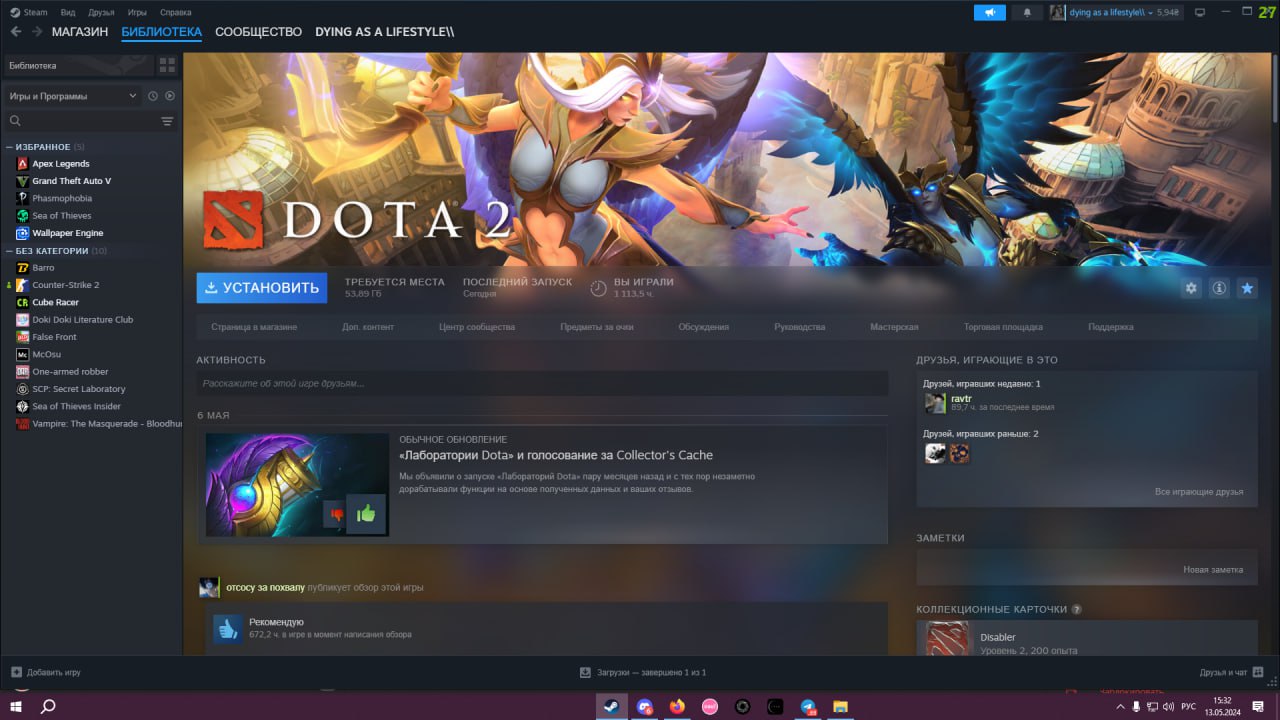 Steam Вид Друзья Игры Справка
dying as a lifestyle\\ 5,94₴
27
МАГАЗИН БИБЛИОТЕКА СООБЩЕСТВО DYING AS A LIFESTYLE\\
Библиотека
Игры и Программы
ИЗБРАННОЕ (5)
Apex Legends
Grand Theft Auto V
Phasmophobia
Sea of Thieves
Wallpaper Engine
БЕЗ КАТЕГОРИИ (10)
Barro
Counter-Strike 2
Cube Racer
Doki Doki Literature Club
False Front
McOsu
One-armed robber
SCP: Secret Laboratory
Sea of Thieves Insider
Vampire: The Masquerade - Bloodhu
DOTA 2
УСТАНОВИТЬ
ТРЕБУЕТСЯ МЕСТА
53,89 Гб
ПОСЛЕДНИЙ ЗАПУСК
Сегодня
ВЫ ИГРАЛИ
1 113,5 ч.
Страница в магазине Доп. контент Центр сообщества Предметы за очки Обсуждения Руководства Мастерская Торговая площадка Поддержка
АКТИВНОСТЬ
Расскажите об этой игре друзьям...
6 МАЯ
ОБЫЧНОЕ ОБНОВЛЕНИЕ
«Лаборатории Dota» и голосование за Collector's Cache
Мы объявили о запуске «Лабораторий Dota» пару месяцев назад и с тех пор незаметно
дорабатывали функции на основе полученных данных и ваших отзывов.
отсосу за похвалу публикует обзор этой игры
Рекомендую
672,2 ч. в игре в момент написания обзора
ДРУЗЬЯ, ИГРАЮЩИЕ В ЭТО
Друзей, игравших недавно: 1
ravtr
89,7 ч. за последнее время
Друзей, игравших раньше: 2
Все играющие друзья
ЗАМЕТКИ
Новая заметка
КОЛЛЕКЦИОННЫЕ КАРТОЧКИ ?
Disabler
Уровень 2, 200 опыта
Добавить игру
Загрузки — завершено 1 из 1
Друзья и чат
Заблокировать
РУС
15:32
13.05.2024